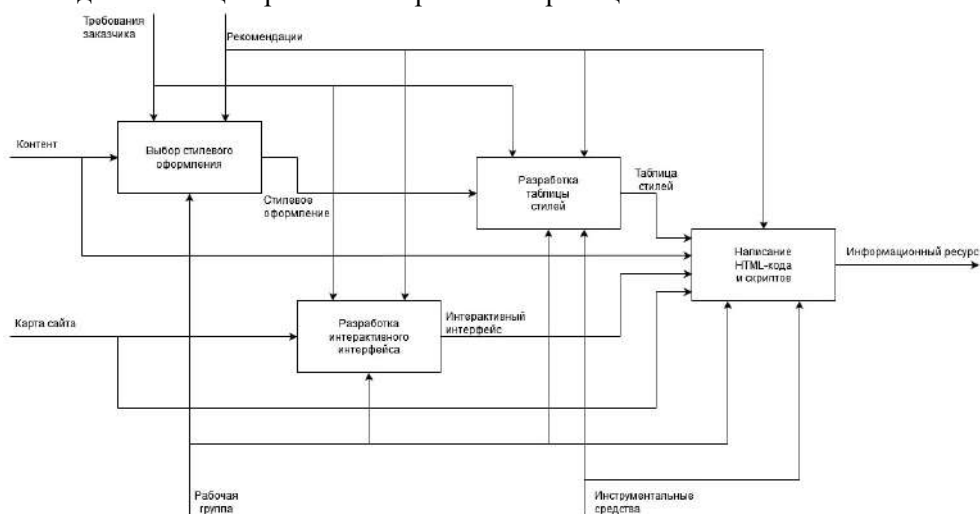 Требования
заказчика
Рекомендации
Контент
Выбор стилевого
оформления
Стилевое
оформление
Разработка
таблицы
стилей
Таблица
стилей
Написание
HTML-кода
и скриптов
Информационный ресурс
Карта сайта
Разработка
интерактивного
интерфейса
Интерактивный
интерфейс
Рабочая
группа
Инструментальные
средства